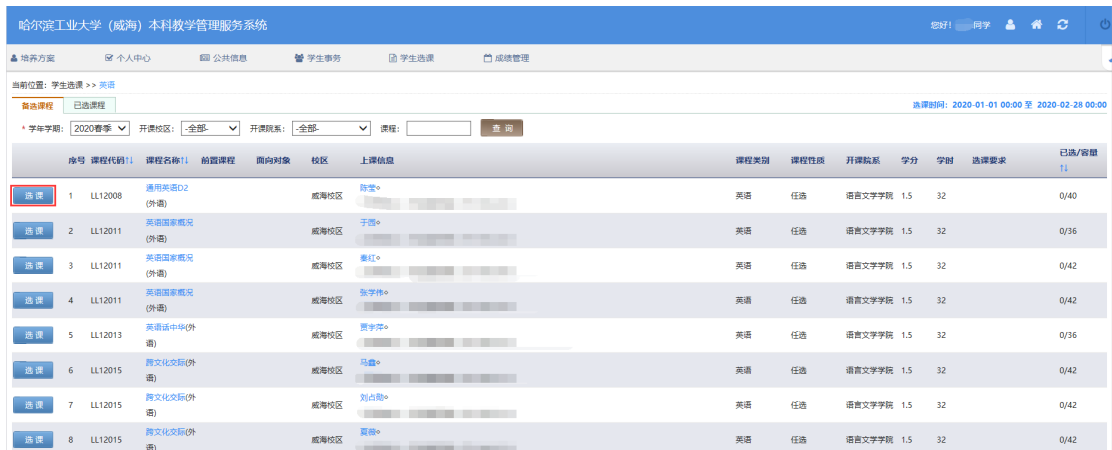 哈尔滨工业大学（威海）本科教学管理服务系统 您好! 同学
培养方案 个人中心 公共信息 学生事务 学生选课 成绩管理
当前位置：学生选课 >> 英语
备选课程 已选课程 选课时间：2020-01-01 00:00 至 2020-02-28 00:00
* 学年学期： 2020春季 开课校区： -全部- 开课院系： -全部- 课程： 查 询
序号 课程代码↑↓ 课程名称↑↓ 前置课程 面向对象 校区 上课信息 课程类别 课程性质 开课院系 学分 学时 选课要求 已选/容量↑↓
选 课 1 LL12008 通用英语D2 威海校区 陈莹◇ 英语 任选 语言文学学院 1.5 32 0/40
(外语)
选 课 2 LL12011 英语国家概况 威海校区 于茜◇ 英语 任选 语言文学学院 1.5 32 0/36
(外语)
选 课 3 LL12011 英语国家概况 威海校区 秦红◇ 英语 任选 语言文学学院 1.5 32 0/42
(外语)
选 课 4 LL12011 英语国家概况 威海校区 张学伟◇ 英语 任选 语言文学学院 1.5 32 0/42
(外语)
选 课 5 LL12013 英语话中华(外 威海校区 贾宇萍◇ 英语 任选 语言文学学院 1.5 32 0/36
语)
选 课 6 LL12015 跨文化交际(外 威海校区 马鑫◇ 英语 任选 语言文学学院 1.5 32 0/42
语)
选 课 7 LL12015 跨文化交际(外 威海校区 刘占勋◇ 英语 任选 语言文学学院 1.5 32 0/42
语)
选 课 8 LL12015 跨文化交际(外 威海校区 夏薇◇ 英语 任选 语言文学学院 1.5 32 0/42
语)